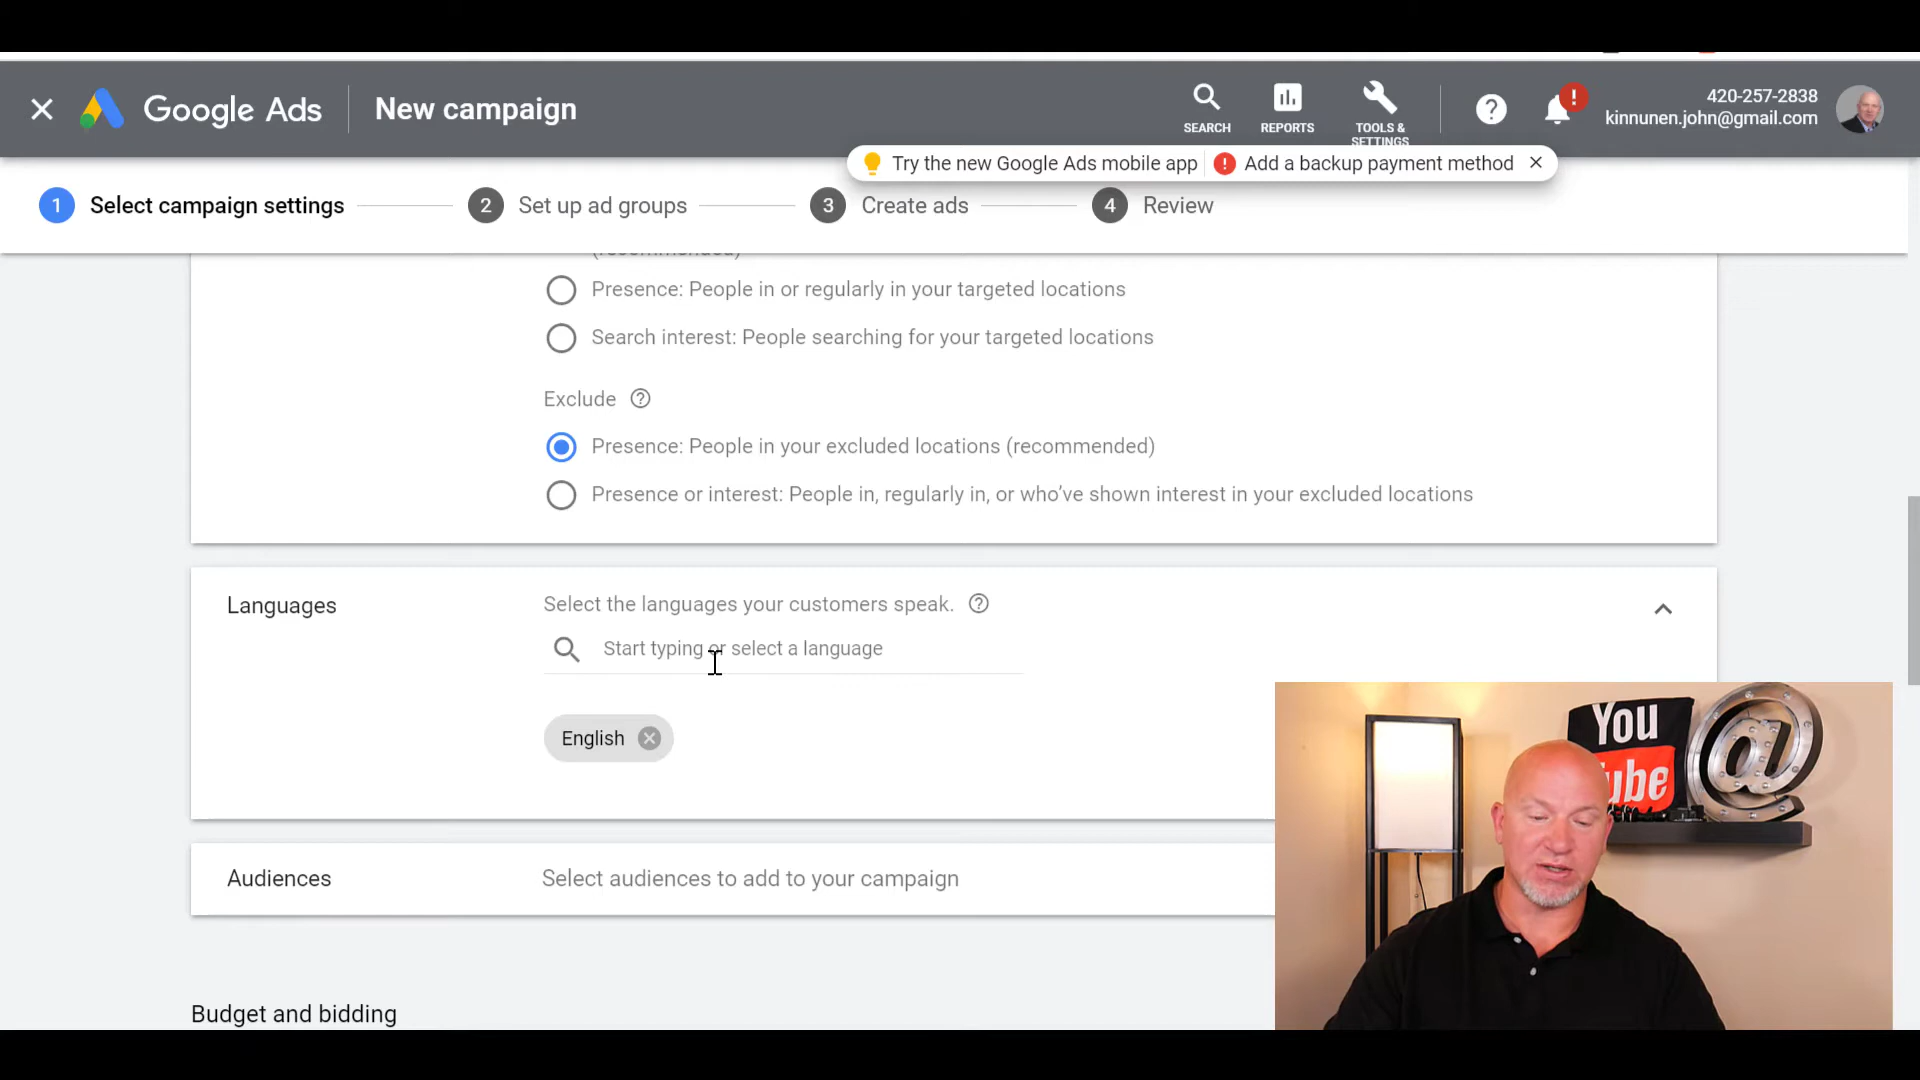 Google Ads
New campaign
SEARCH
REPORTS
TOOLS &
SETTINGS
!
420-257-2838
kinnunen.john@gmail.com
Try the new Google Ads mobile app
! Add a backup payment method
1 Select campaign settings
2 Set up ad groups
3 Create ads
4 Review
(recommended)
Presence: People in or regularly in your targeted locations
Search interest: People searching for your targeted locations
Exclude ?
Presence: People in your excluded locations (recommended)
Presence or interest: People in, regularly in, or who’ve shown interest in your excluded locations
Languages
Select the languages your customers speak. ?
Start typing or select a language
English
Audiences
Select audiences to add to your campaign
Budget and bidding
You
ube
@